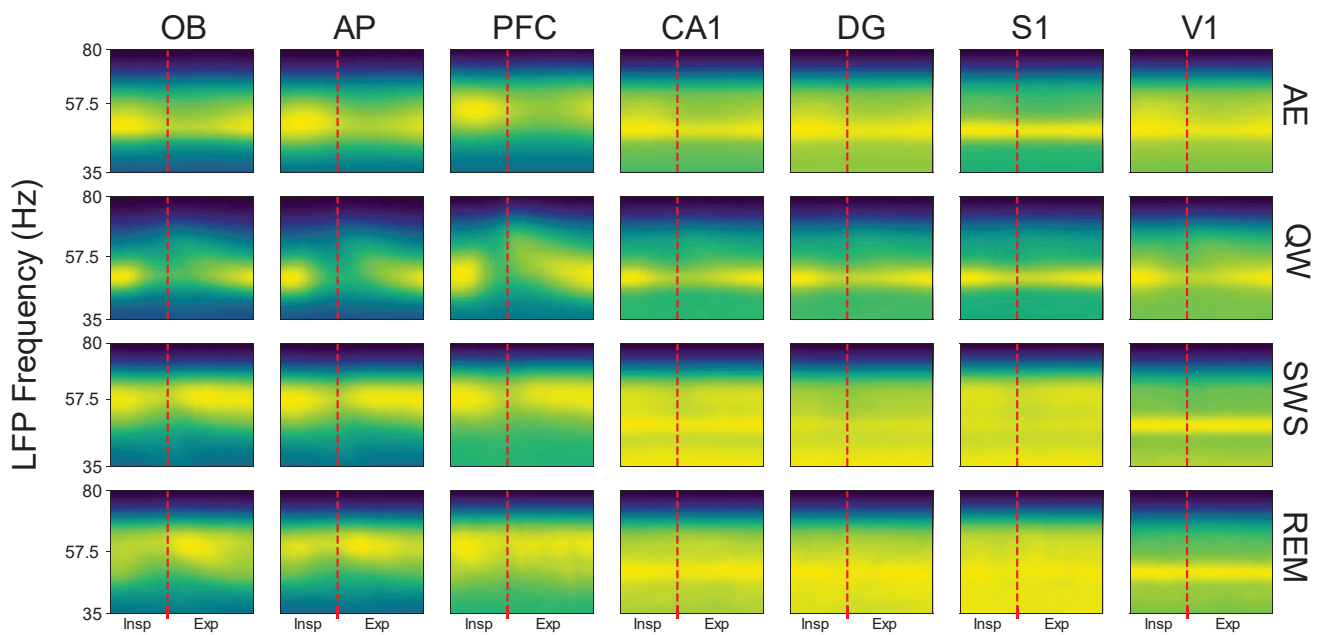 OB AP PFC CA1 DG S1 V1
80
57.5
35
AE
80
57.5
35
QW
80
57.5
35
SWS
80
57.5
35
REM
LFP Frequency (Hz)
Insp Exp Insp Exp Insp Exp Insp Exp Insp Exp Insp Exp Insp Exp